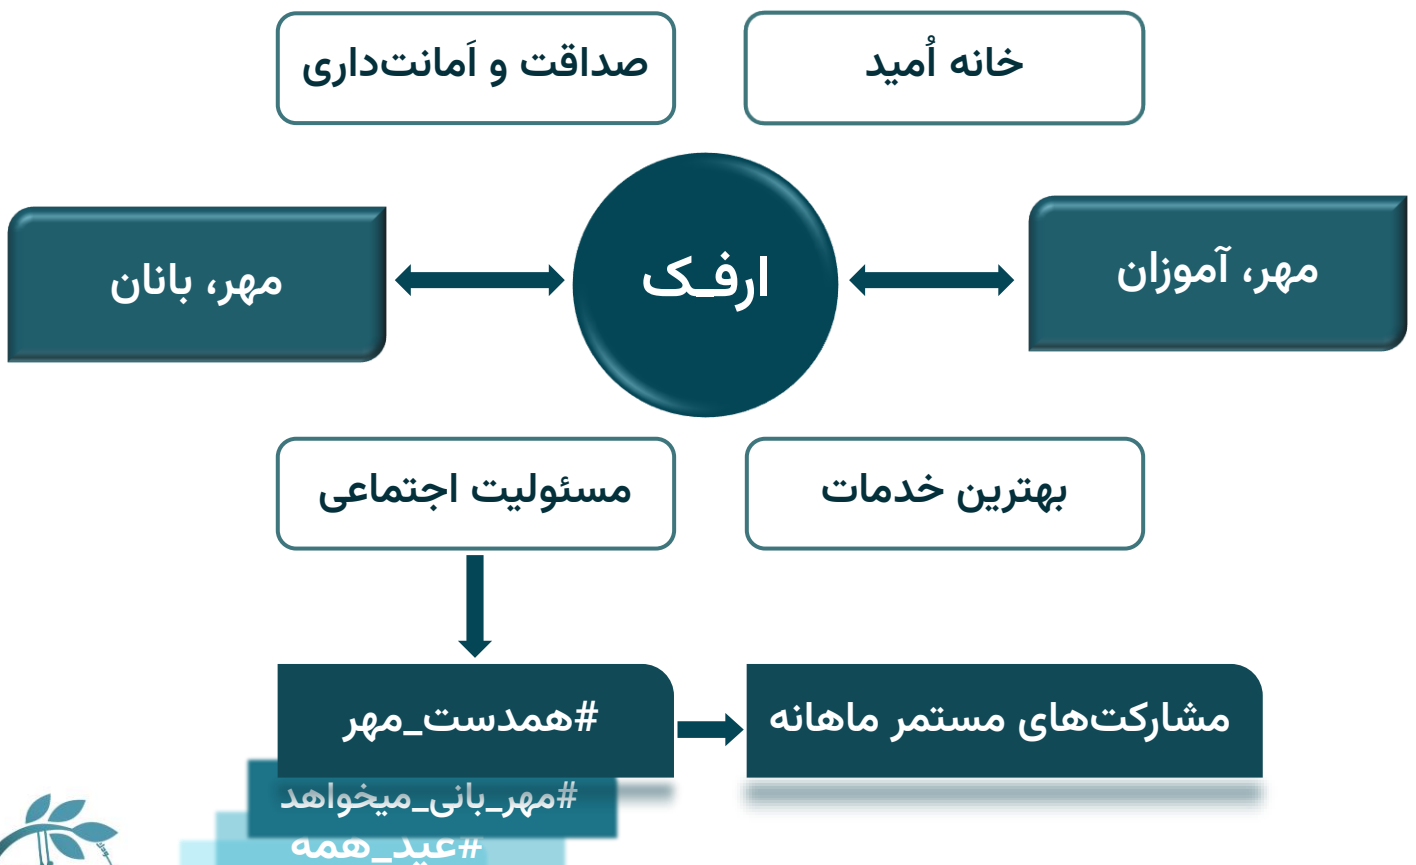 خانه اُمید
صداقت و اَمانت‌داری
مهر، آموزان
ارفـک
مهر، بانان
بهترین خدمات
مسئولیت اجتماعی
#همدست_مهر
مشارکت‌های مستمر ماهانه
#مهر_بانی_میخواهد
#عید_همه